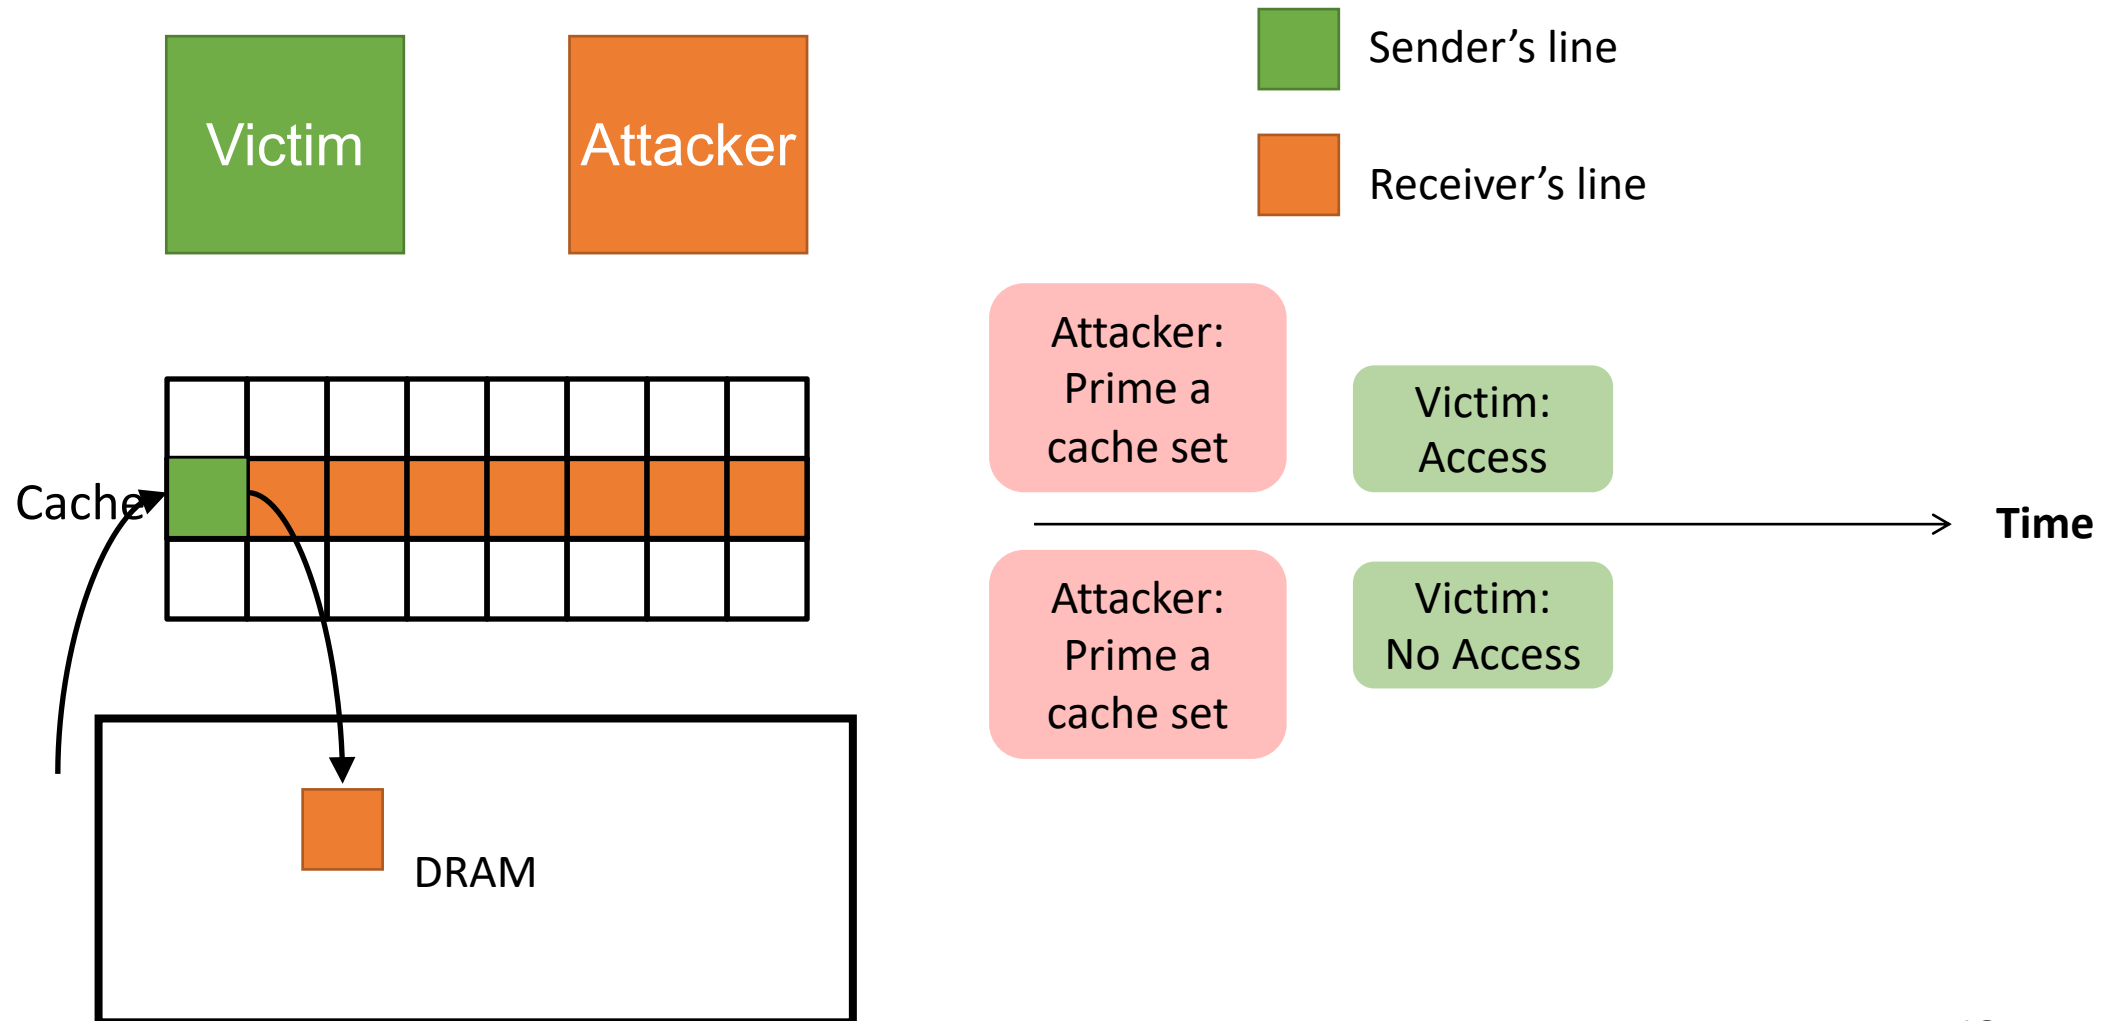 Victim
Attacker
Sender’s line
Receiver’s line
Cache
DRAM
Attacker:
Prime a
cache set
Victim:
Access
Time
Attacker:
Prime a
cache set
Victim:
No Access